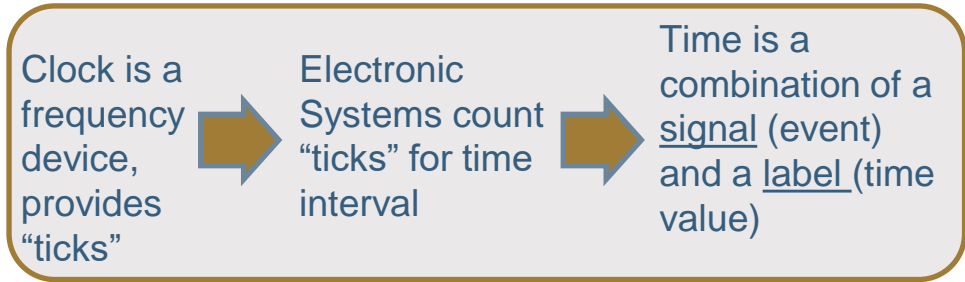 Clock is a
frequency
device,
provides
“ticks”
Electronic
Systems count
“ticks” for time
interval
Time is a
combination of a
signal (event)
and a label (time
value)